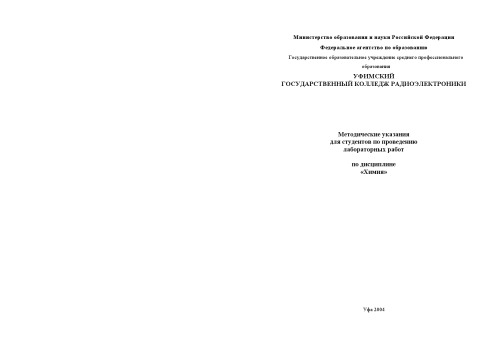 Министерство образования и науки Российской Федерации
Федеральное агентство по образованию
Государственное образовательное учреждение среднего профессионального
образования
УФИМСКИЙ
ГОСУДАРСТВЕННЫЙ КОЛЛЕДЖ РАДИОЭЛЕКТРОНИКИ
Методические указания
для студентов по проведению
лабораторных работ
по дисциплине
«Химия»
Уфа 2004